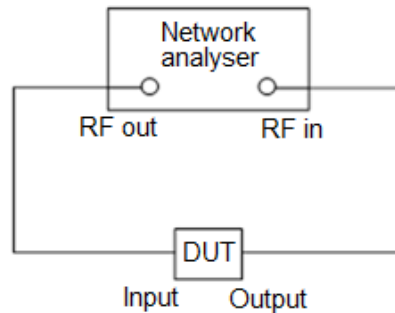 Network
analyser
RF out
RF in
DUT
Input
Output